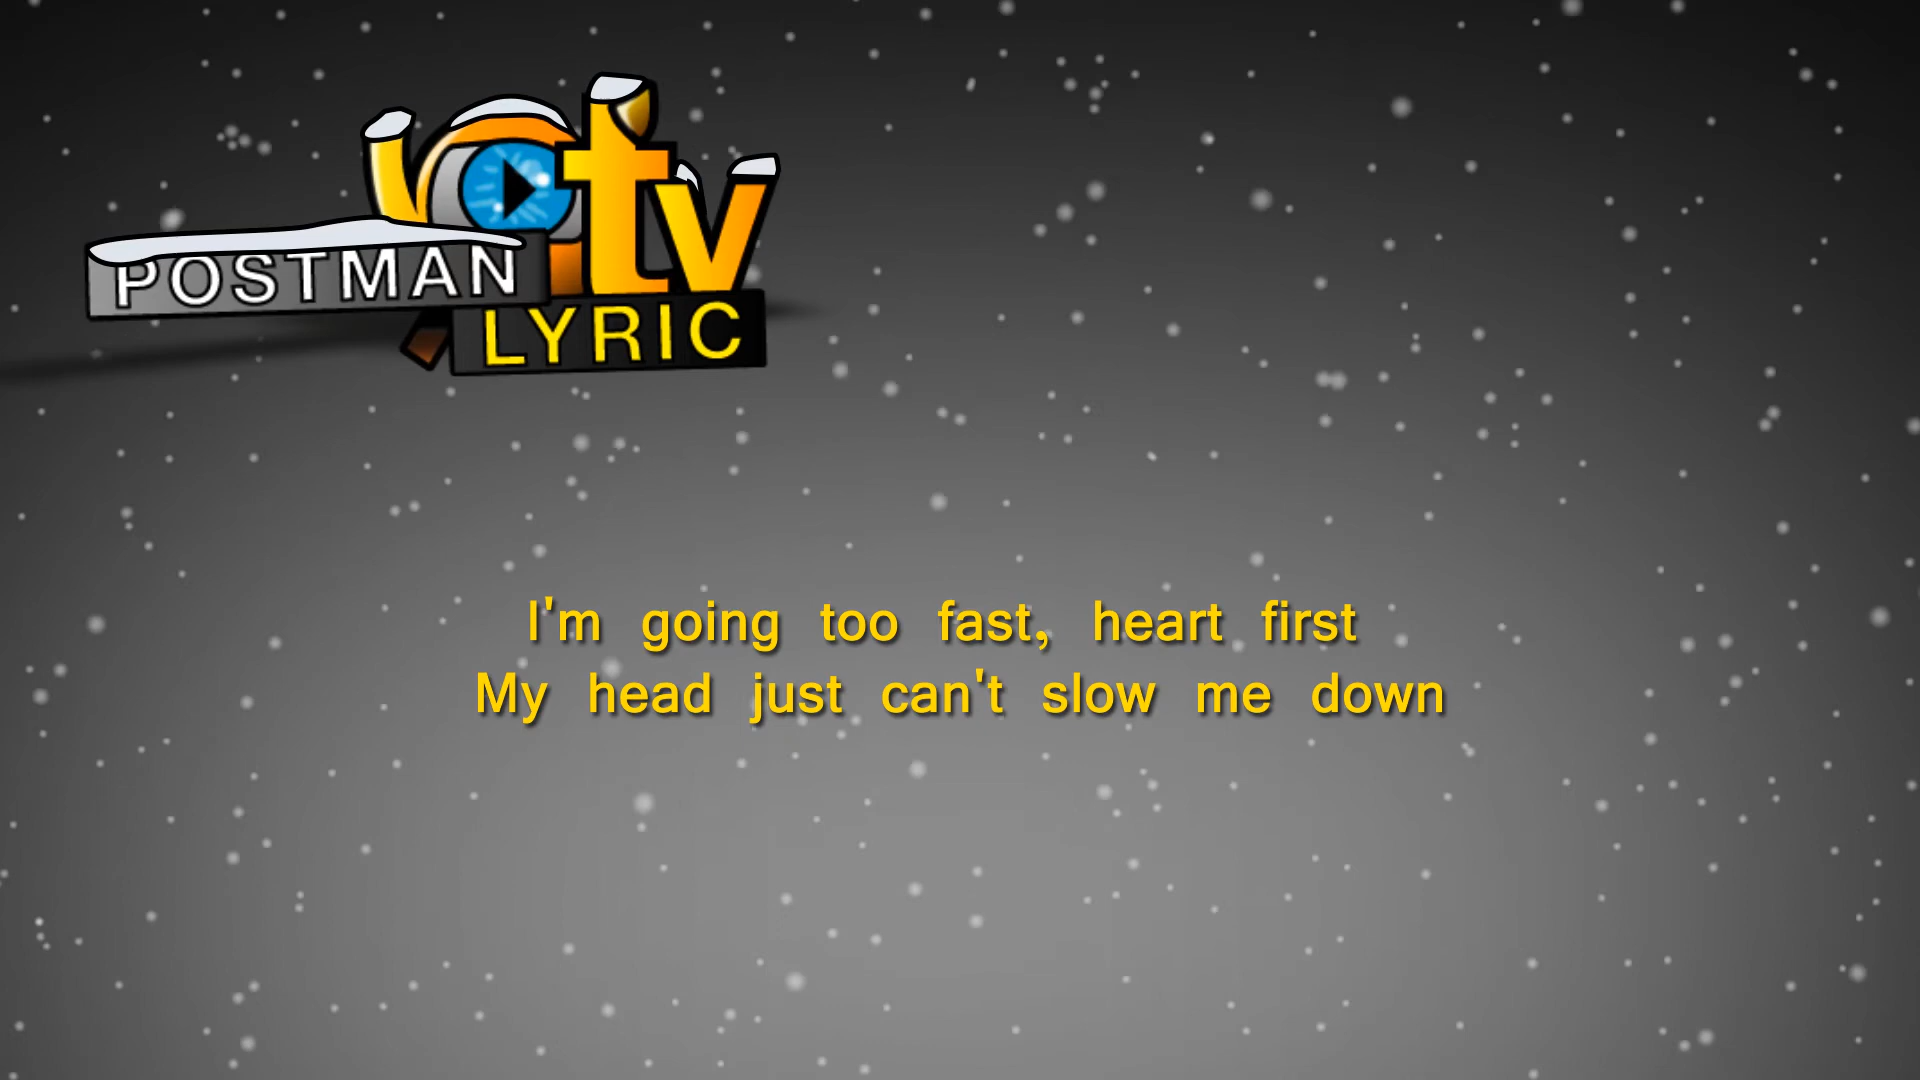 tv
POSTMAN
LYRIC
I'm going too fast, heart first
My head just can't slow me down